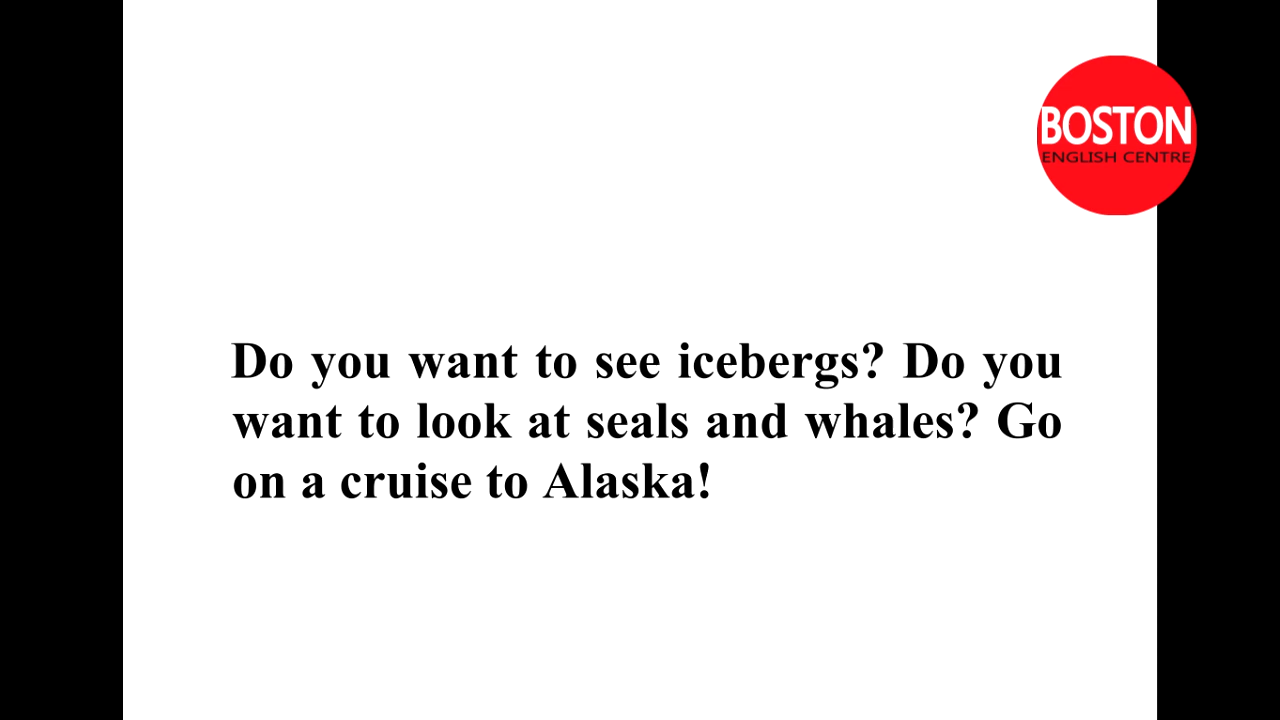 BOSTON
ENGLISH CENTRE
Do you want to see icebergs? Do you
want to look at seals and whales? Go
on a cruise to Alaska!